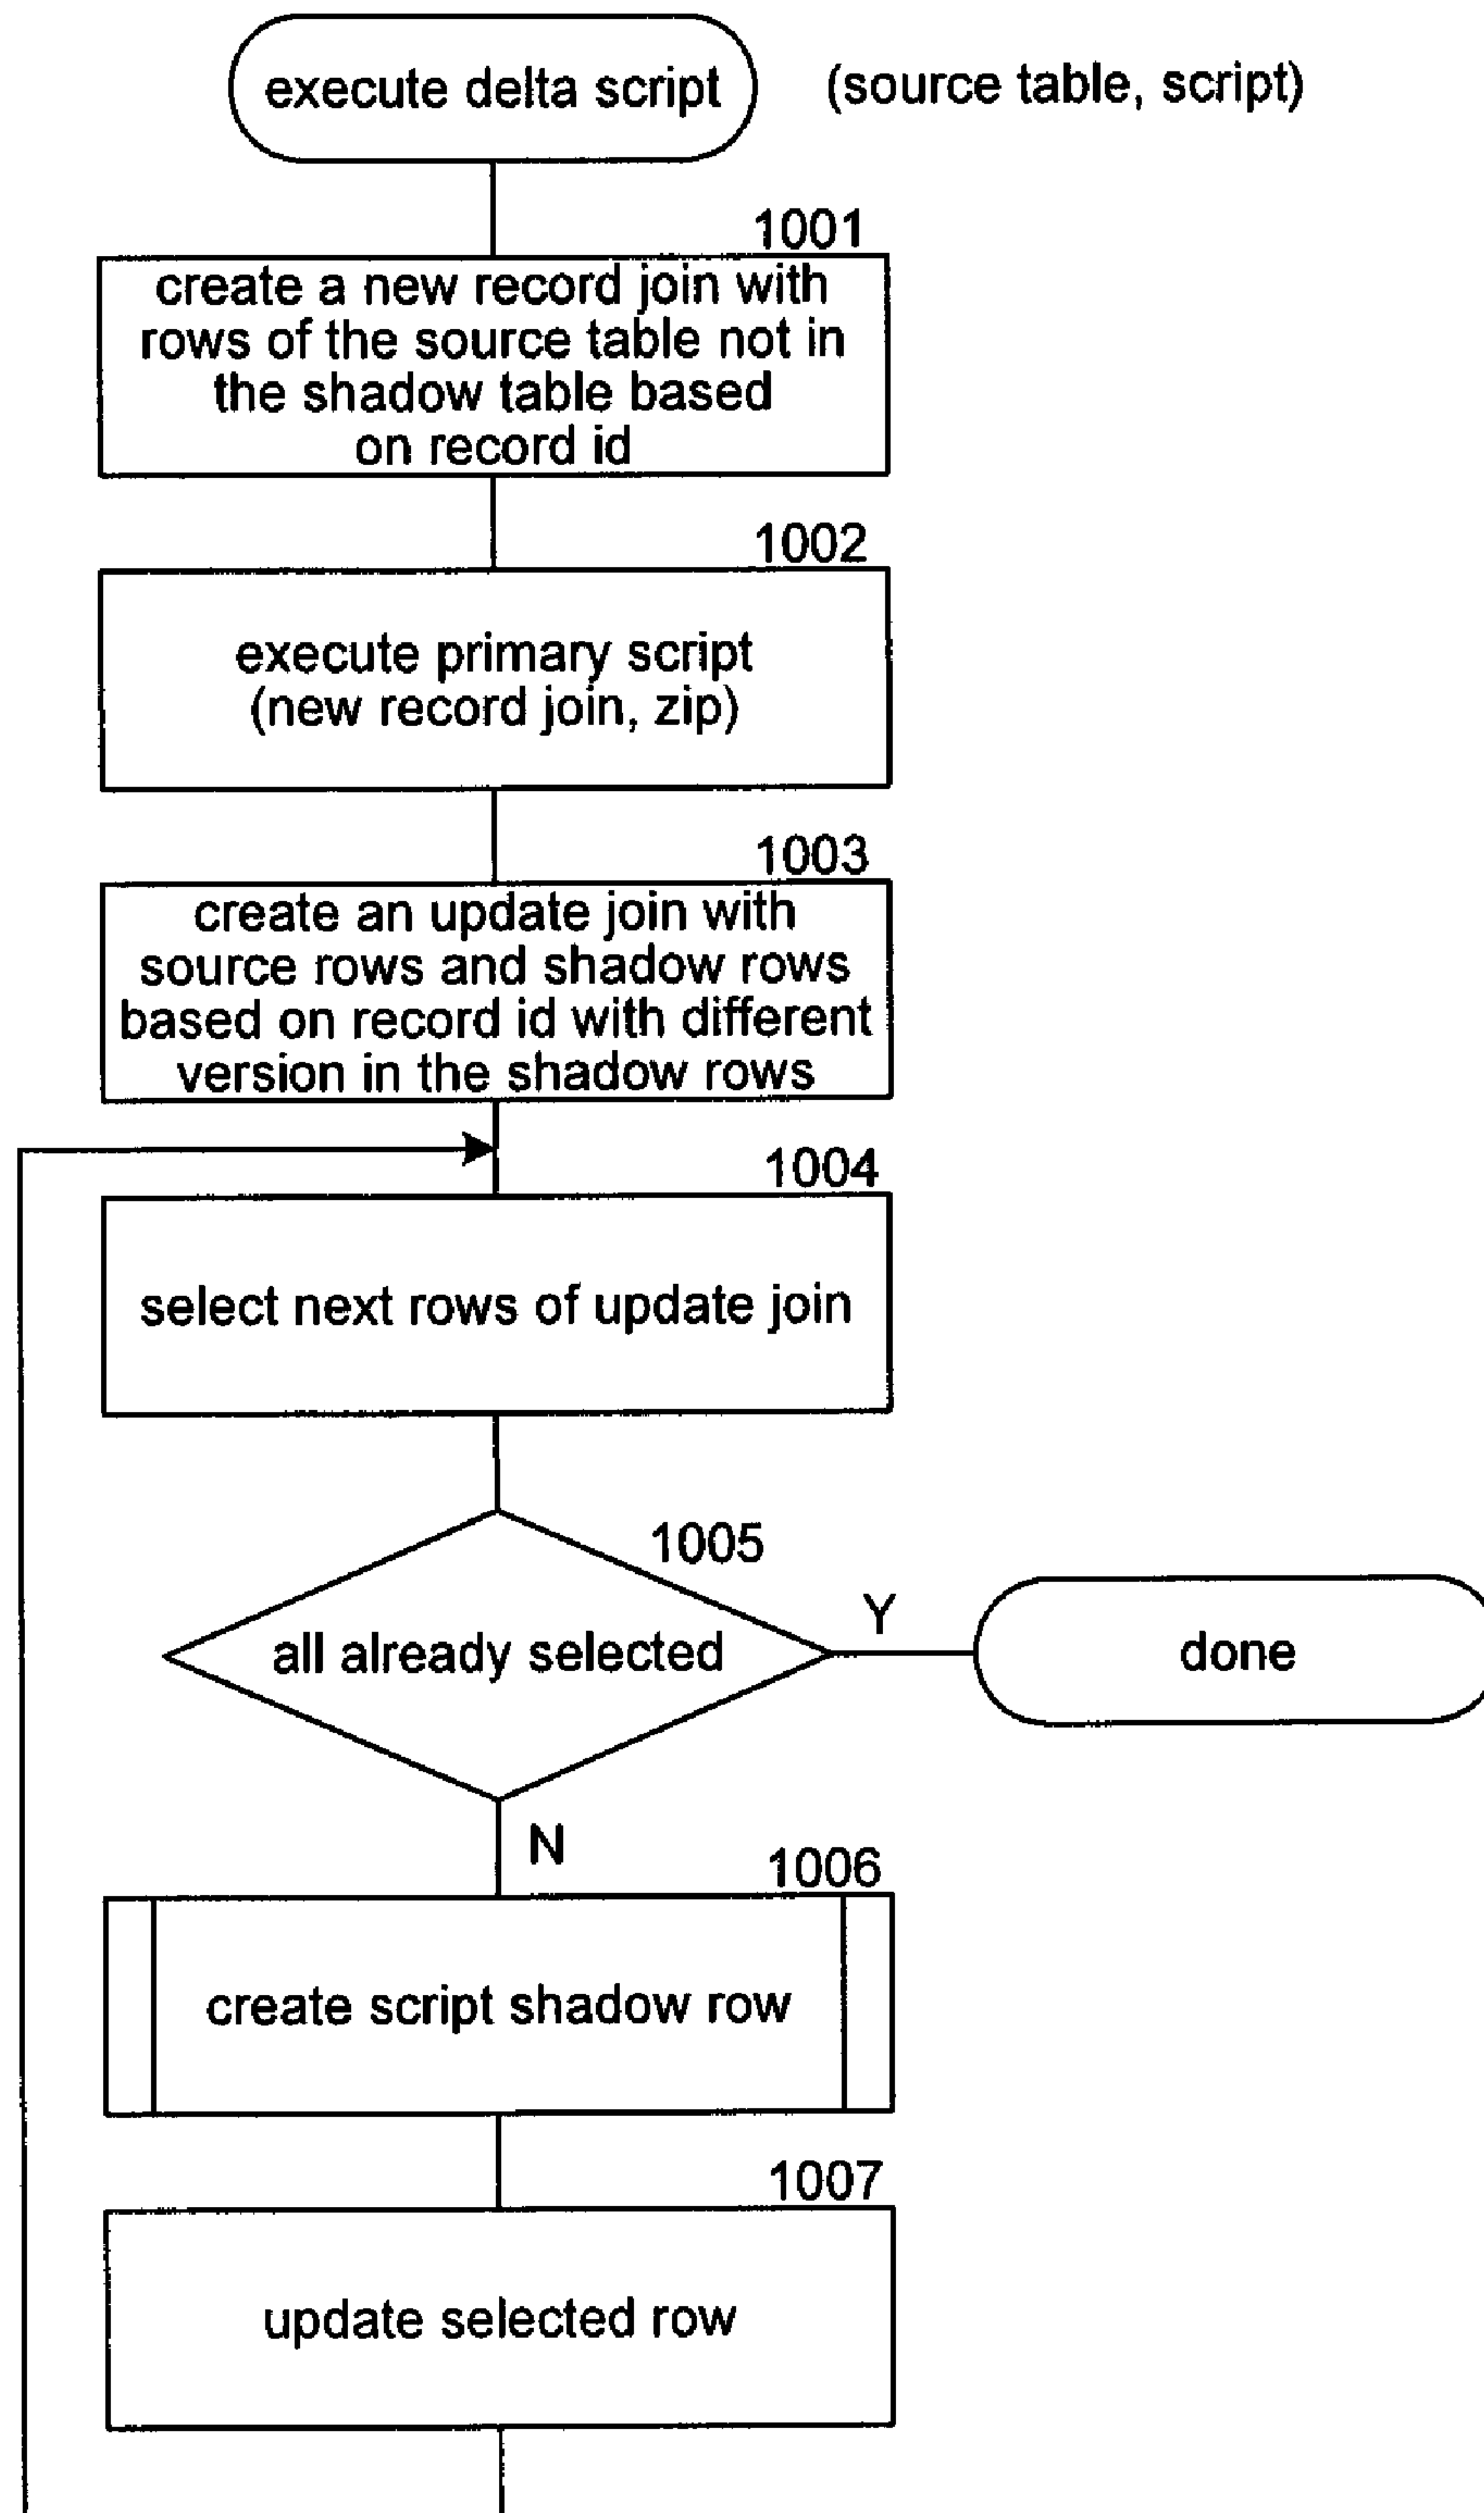 execute delta script
(source table, script)
1001
create a new record join with
rows of the source table not in
the shadow table based
on record id
1002
execute primary script
(new record join, zip)
1003
create an update join with
source rows and shadow rows
based on record id with different
version in the shadow rows
1004
select next rows of update join
1005
all already selected
Y
done
N
1006
create script shadow row
1007
update selected row